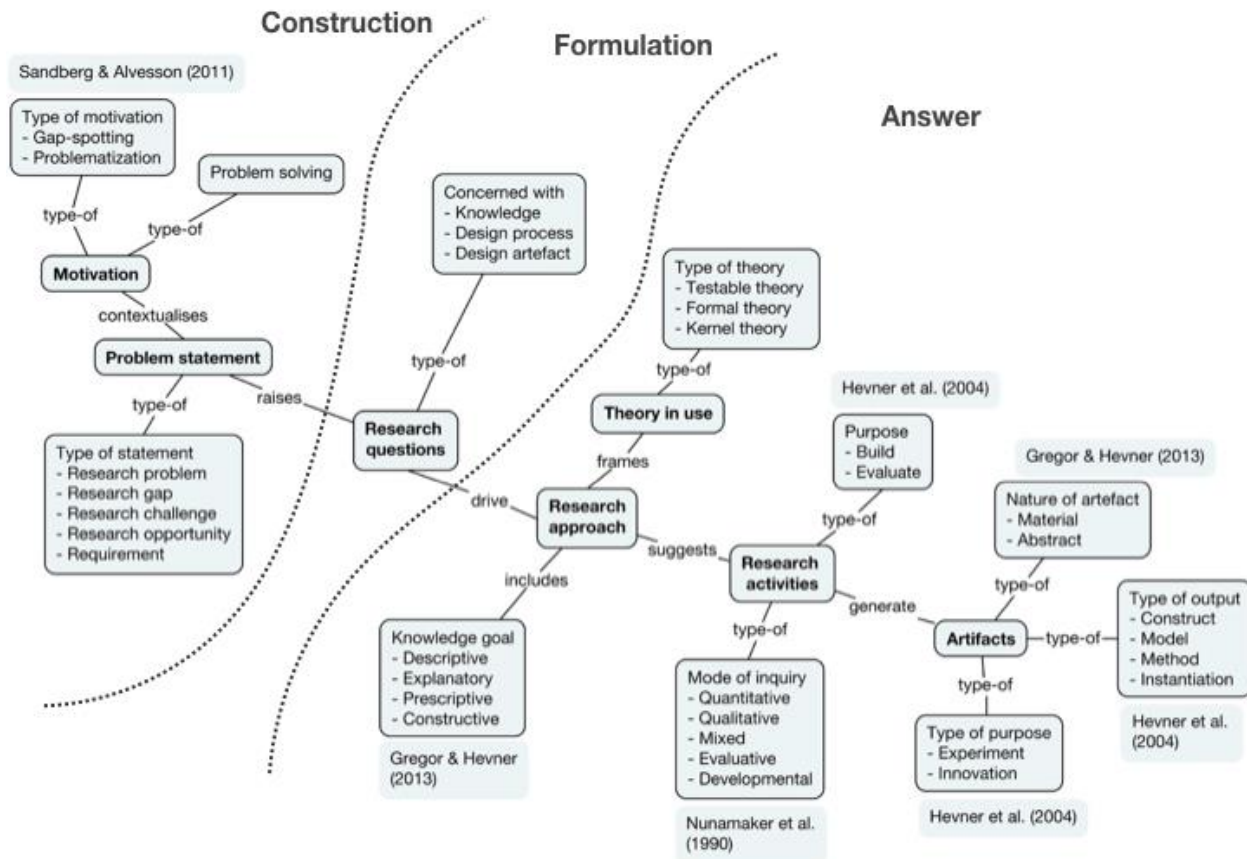 Construction
Formulation
Answer
Sandberg & Alvesson (2011)
Type of motivation
- Gap-spotting
- Problematization
Problem solving
type-of
type-of
Motivation
contextualises
Problem statement
type-of
raises
Type of statement
- Research problem
- Research gap
- Research challenge
- Research opportunity
- Requirement
Concerned with
- Knowledge
- Design process
- Design artefact
type-of
Research
questions
drive
Type of theory
- Testable theory
- Formal theory
- Kernel theory
type-of
Theory in use
frames
Research
approach
includes
suggests
Knowledge goal
- Descriptive
- Explanatory
- Prescriptive
- Constructive
Gregor & Hevner
(2013)
Hevner et al. (2004)
Purpose
- Build
- Evaluate
type-of
Research
activities
type-of
generate
Mode of inquiry
- Quantitative
- Qualitative
- Mixed
- Evaluative
- Developmental
Nunamaker et al.
(1990)
Gregor & Hevner (2013)
Nature of artefact
- Material
- Abstract
type-of
Artifacts
type-of
Type of output
- Construct
- Model
- Method
- Instantiation
Hevner et al.
(2004)
type-of
Type of purpose
- Experiment
- Innovation
Hevner et al. (2004)